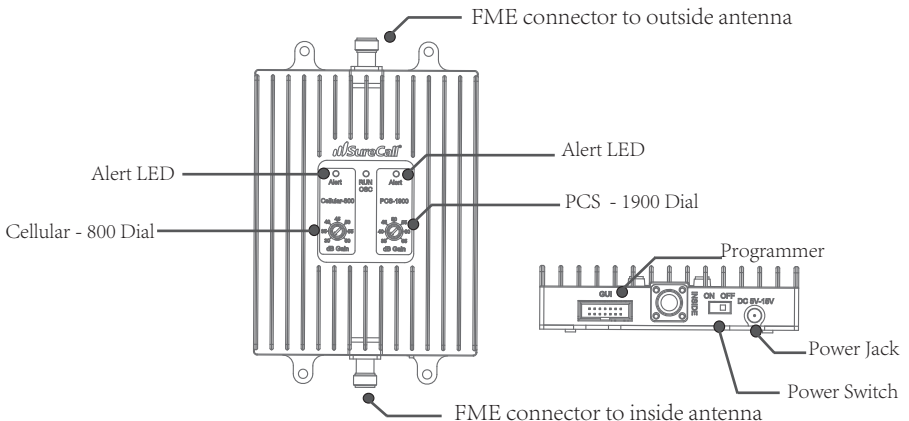 FME connector to outside antenna
SureCall
Alert LED
Alert LED
Alert
RUN
OSC
Alert
Cellular-800
PCS-1900
PCS - 1900 Dial
Cellular - 800 Dial
dB Gain
dB Gain
Programmer
GUI
INSIDE
ON OFF
DC 5V-15V
Power Jack
Power Switch
FME connector to inside antenna